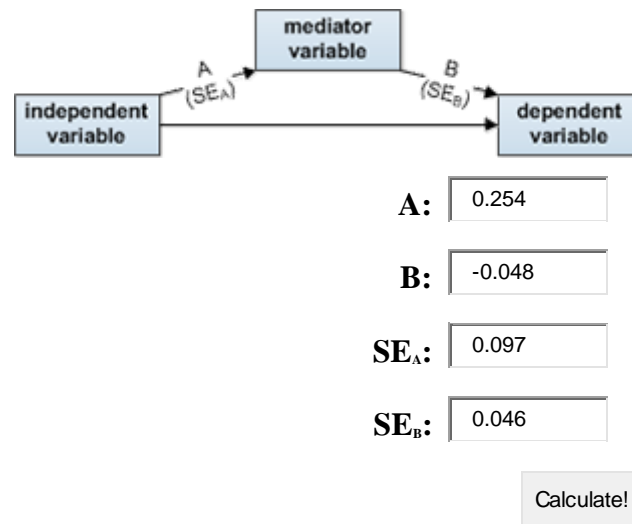 mediator
variable
A
(SEA)
B
(SEB)
independent
variable
dependent
variable
A: 0.254
B: -0.048
SEA: 0.097
SEB: 0.046
Calculate!